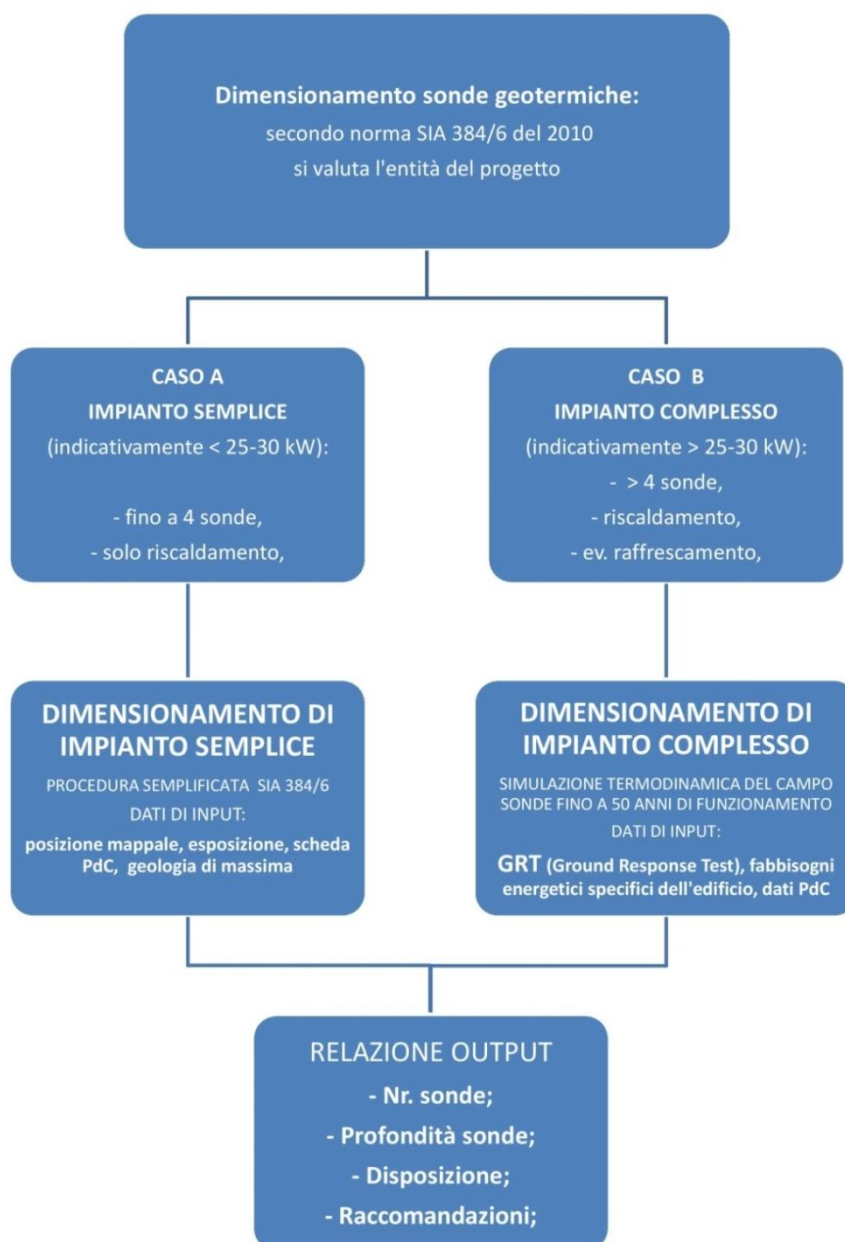 Dimensionamento sonde geotermiche:
secondo norma SIA 384/6 del 2010
si valuta l'entità del progetto
CASO A
IMPIANTO SEMPLICE
(indicativamente < 25-30 kW):
- fino a 4 sonde,
- solo riscaldamento,
CASO B
IMPIANTO COMPLESSO
(indicativamente > 25-30 kW):
- > 4 sonde,
- riscaldamento,
- ev. raffrescamento,
DIMENSIONAMENTO DI
IMPIANTO SEMPLICE
PROCEDURA SEMPLIFICATA SIA 384/6
DATI DI INPUT:
posizione mappale, esposizione, scheda
PdC, geologia di massima
DIMENSIONAMENTO DI
IMPIANTO COMPLESSO
SIMULAZIONE TERMODINAMICA DEL CAMPO
SONDE FINO A 50 ANNI DI FUNZIONAMENTO
DATI DI INPUT:
GRT (Ground Response Test), fabbisogni
energetici specifici dell'edificio, dati PdC
RELAZIONE OUTPUT
- Nr. sonde;
- Profondità sonde;
- Disposizione;
- Raccomandazioni;